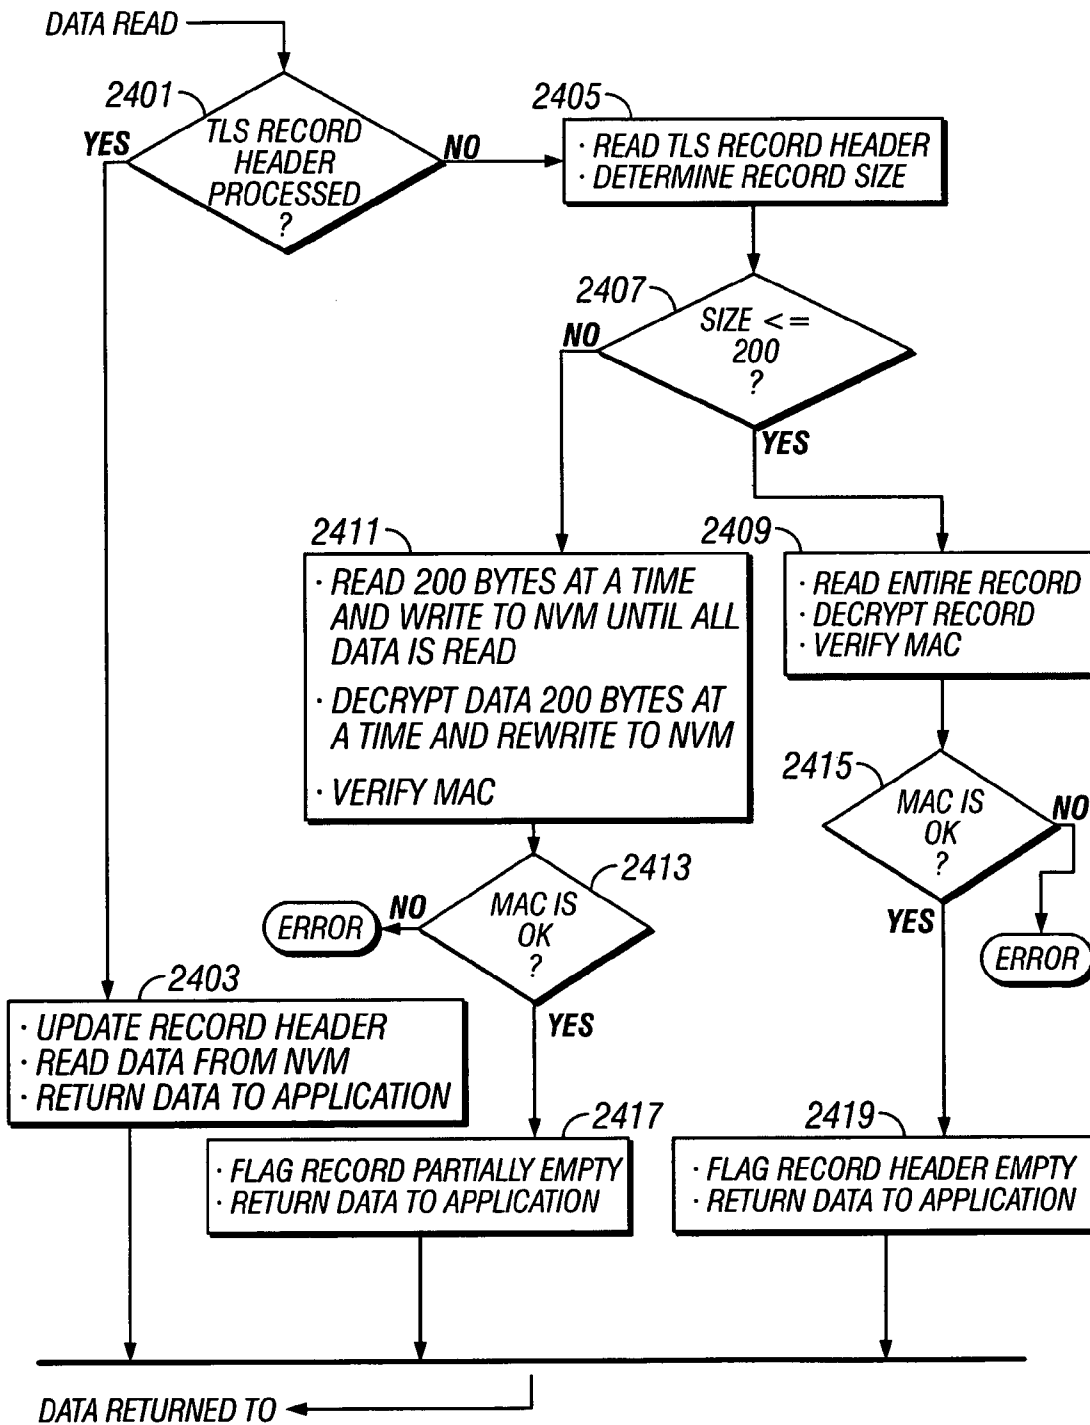 DATA READ
2401
TLS RECORD
HEADER
PROCESSED
?
YES
NO
2405
· READ TLS RECORD HEADER
· DETERMINE RECORD SIZE
2407
SIZE < =
200
?
NO
YES
2411
· READ 200 BYTES AT A TIME
AND WRITE TO NVM UNTIL ALL
DATA IS READ
· DECRYPT DATA 200 BYTES AT
A TIME AND REWRITE TO NVM
· VERIFY MAC
2409
· READ ENTIRE RECORD
· DECRYPT RECORD
· VERIFY MAC
2415
MAC IS
OK
?
NO
YES
ERROR
2413
MAC IS
OK
?
NO
ERROR
YES
2403
· UPDATE RECORD HEADER
· READ DATA FROM NVM
· RETURN DATA TO APPLICATION
2417
· FLAG RECORD PARTIALLY EMPTY
· RETURN DATA TO APPLICATION
2419
· FLAG RECORD HEADER EMPTY
· RETURN DATA TO APPLICATION
DATA RETURNED TO